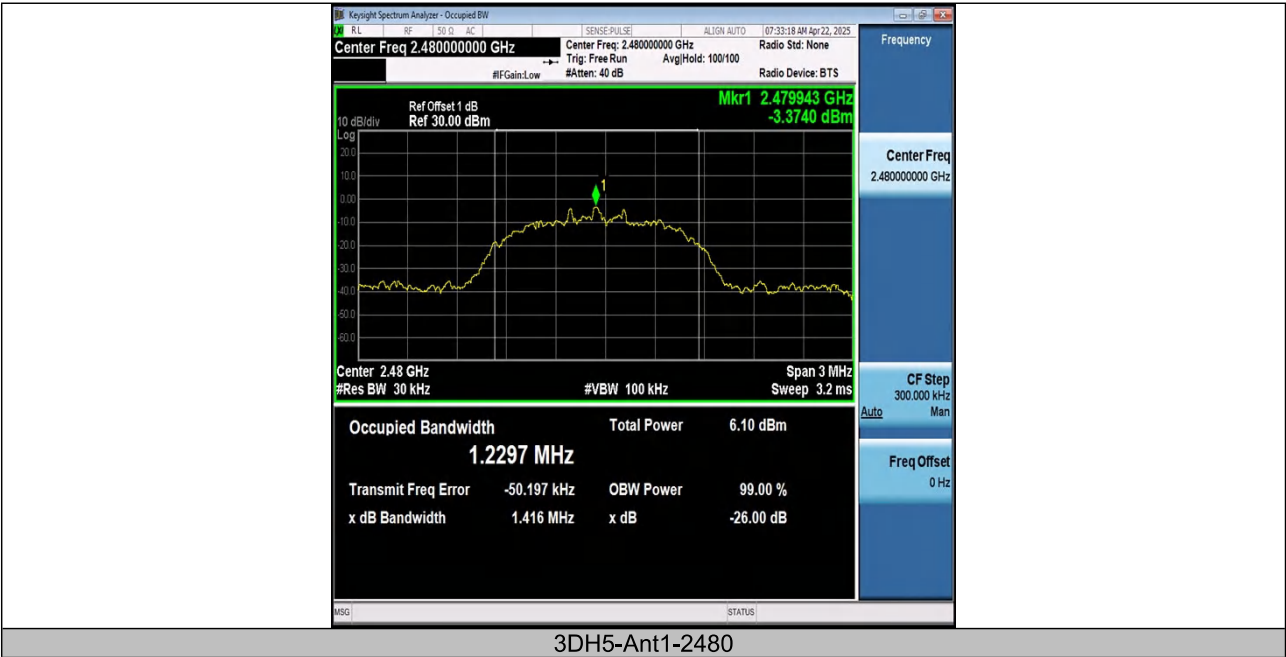 Keysight Spectrum Analyzer - Occupied BW
RL RF 50 Ω AC SENSE:PULSE ALIGN AUTO 07:33:18 AM Apr 22, 2025
Center Freq 2.480000000 GHz
Center Freq: 2.480000000 GHz
Radio Std: None
Trig: Free Run Avg|Hold: 100/100
#IFGain:Low
#Atten: 40 dB
Radio Device: BTS
Frequency
Mkr1 2.479943 GHz
-3.3740 dBm
Ref Offset 1 dB
10 dB/div Ref 30.00 dBm
Log
20.0
10.0
0.00
-10.0
-20.0
-30.0
-40.0
-50.0
-60.0
1
Center 2.48 GHz Span 3 MHz
#Res BW 30 kHz #VBW 100 kHz Sweep 3.2 ms
Occupied Bandwidth
1.2297 MHz
Total Power 6.10 dBm
Transmit Freq Error -50.197 kHz OBW Power 99.00 %
x dB Bandwidth 1.416 MHz x dB -26.00 dB
Center Freq
2.480000000 GHz
CF Step
300.000 kHz
Auto Man
Freq Offset
0 Hz
MSG STATUS
3DH5-Ant1-2480